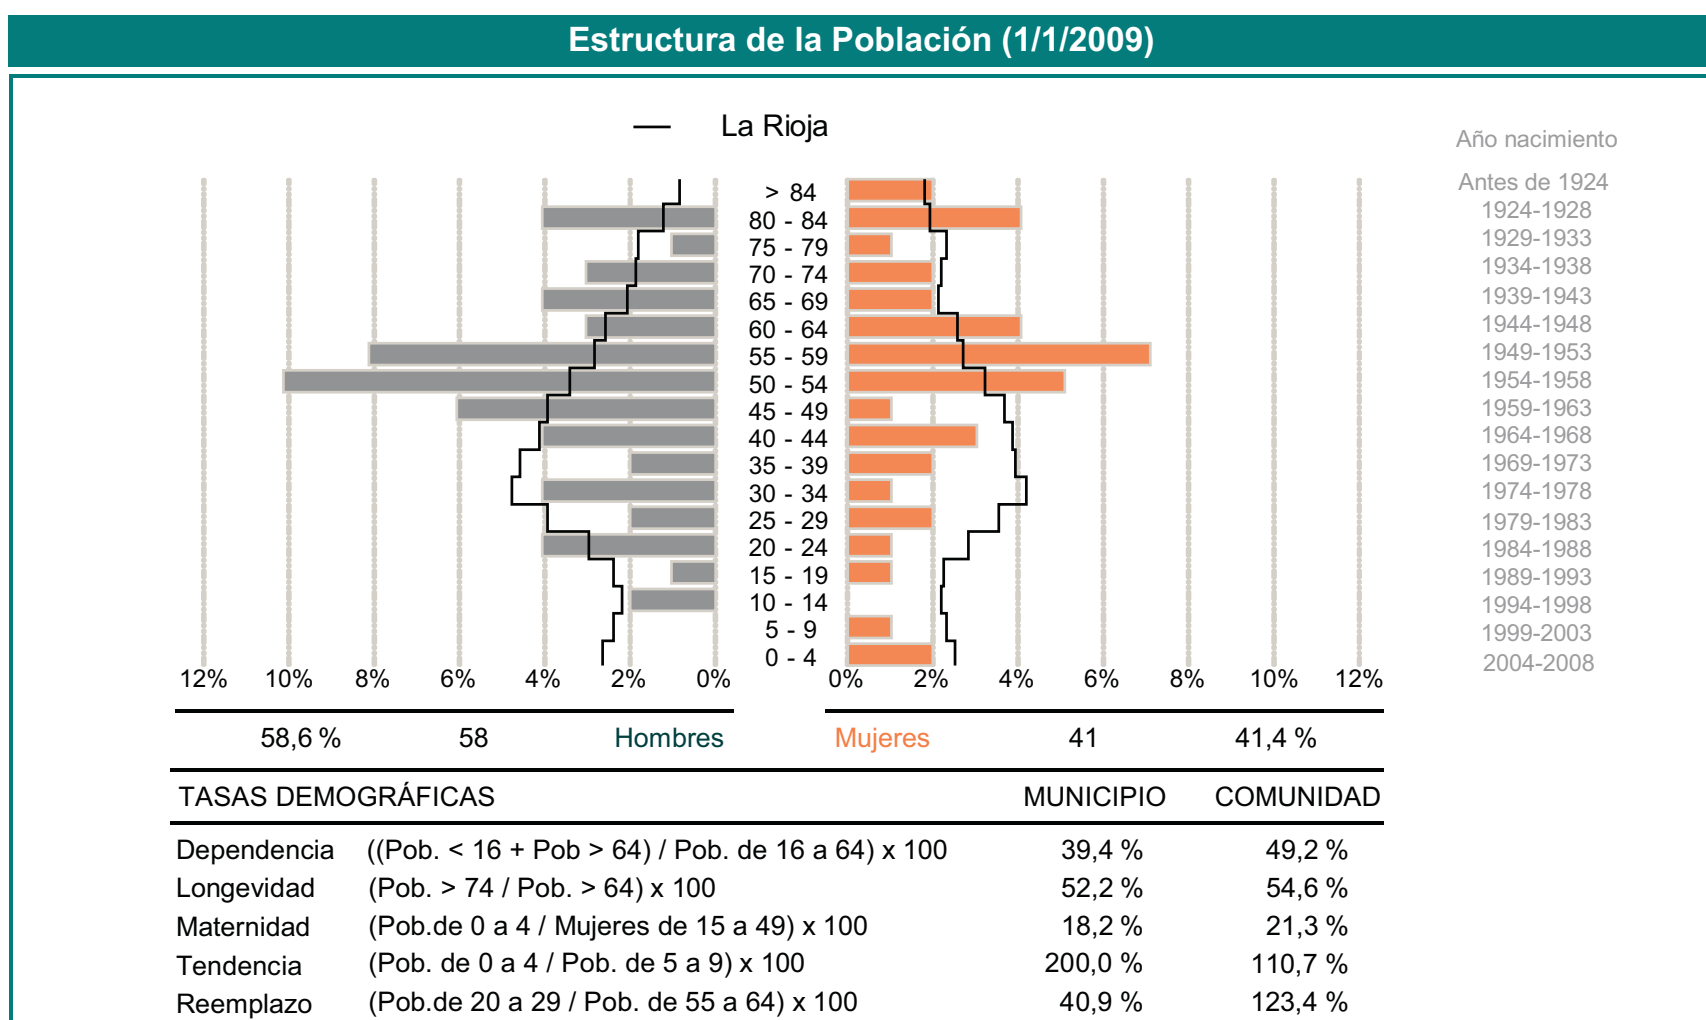 Estructura de la Población (1/1/2009)
La Rioja
Año nacimiento
> 84 Antes de 1924
80 - 84 1924-1928
75 - 79 1929-1933
70 - 74 1934-1938
65 - 69 1939-1943
60 - 64 1944-1948
55 - 59 1949-1953
50 - 54 1954-1958
45 - 49 1959-1963
40 - 44 1964-1968
35 - 39 1969-1973
30 - 34 1974-1978
25 - 29 1979-1983
20 - 24 1984-1988
15 - 19 1989-1993
10 - 14 1994-1998
5 - 9 1999-2003
0 - 4 2004-2008
12% 10% 8% 6% 4% 2% 0% 0% 2% 4% 6% 8% 10% 12%
58,6 % 58 Hombres Mujeres 41 41,4 %
TASAS DEMOGRÁFICAS MUNICIPIO COMUNIDAD
Dependencia ((Pob. < 16 + Pob > 64) / Pob. de 16 a 64) x 100 39,4 % 49,2 %
Longevidad (Pob. > 74 / Pob. > 64) x 100 52,2 % 54,6 %
Maternidad (Pob.de 0 a 4 / Mujeres de 15 a 49) x 100 18,2 % 21,3 %
Tendencia (Pob. de 0 a 4 / Pob. de 5 a 9) x 100 200,0 % 110,7 %
Reemplazo (Pob.de 20 a 29 / Pob. de 55 a 64) x 100 40,9 % 123,4 %